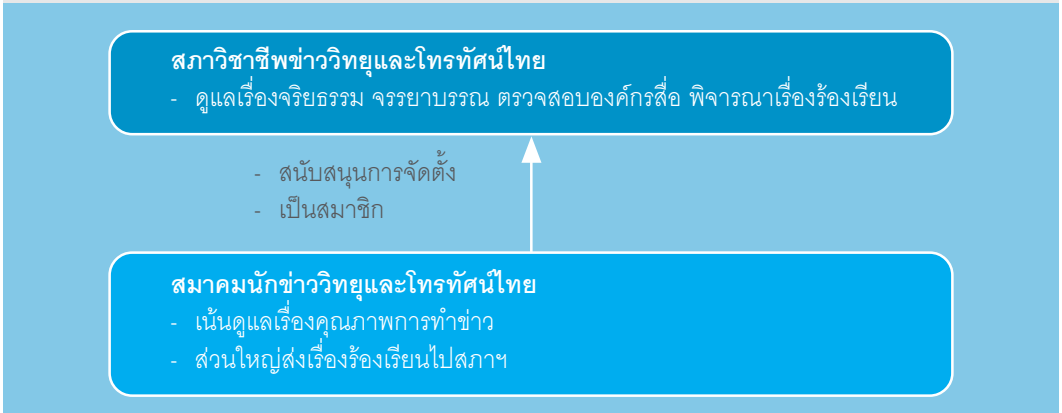 สภาวิชาชีพข่าววิทยุและโทรทัศน์ไทย
- ดูแลเรื่องจริยธรรม จรรยาบรรณ ตรวจสอบองค์กรสื่อ พิจารณาเรื่องร้องเรียน
- สนับสนุนการจัดตั้ง
- เป็นสมาชิก
สมาคมนักข่าววิทยุและโทรทัศน์ไทย
- เน้นดูแลเรื่องคุณภาพการทำข่าว
- ส่วนใหญ่ส่งเรื่องร้องเรียนไปสภาฯ